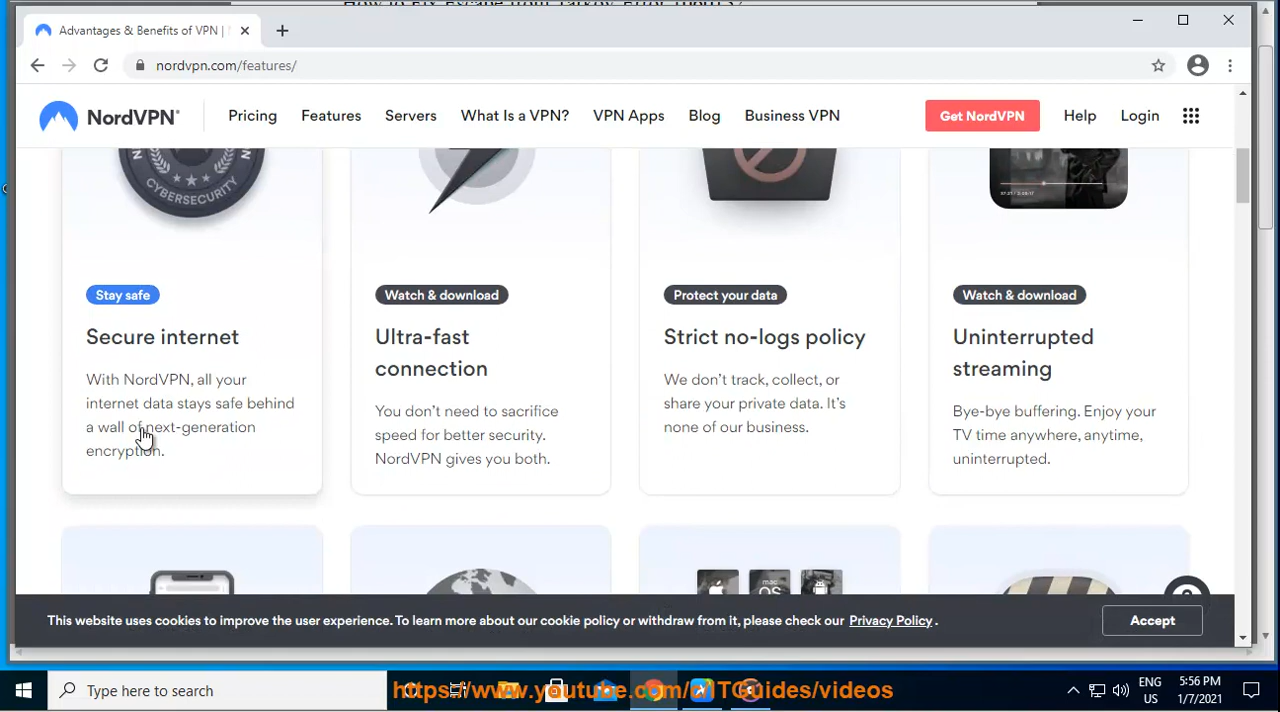 Advantages & Benefits of VPN |
nordvpn.com/features/
NordVPN®
Pricing
Features
Servers
What Is a VPN?
VPN Apps
Blog
Business VPN
Get NordVPN
Help
Login
CYBERSECURITY
Stay safe
Secure internet
With NordVPN, all your
internet data stays safe behind
a wall of next-generation
encryption.
Watch & download
Ultra-fast
connection
You don't need to sacrifice
speed for better security.
NordVPN gives you both.
Protect your data
Strict no-logs policy
We don't track, collect, or
share your private data. It's
none of our business.
Watch & download
Uninterrupted
streaming
Bye-bye buffering. Enjoy your
TV time anywhere, anytime,
uninterrupted.
mac
OS
This website uses cookies to improve the user experience. To learn more about our cookie policy or withdraw from it, please check our Privacy Policy .
Accept
Type here to search
ENG
US
5:56 PM
1/7/2021